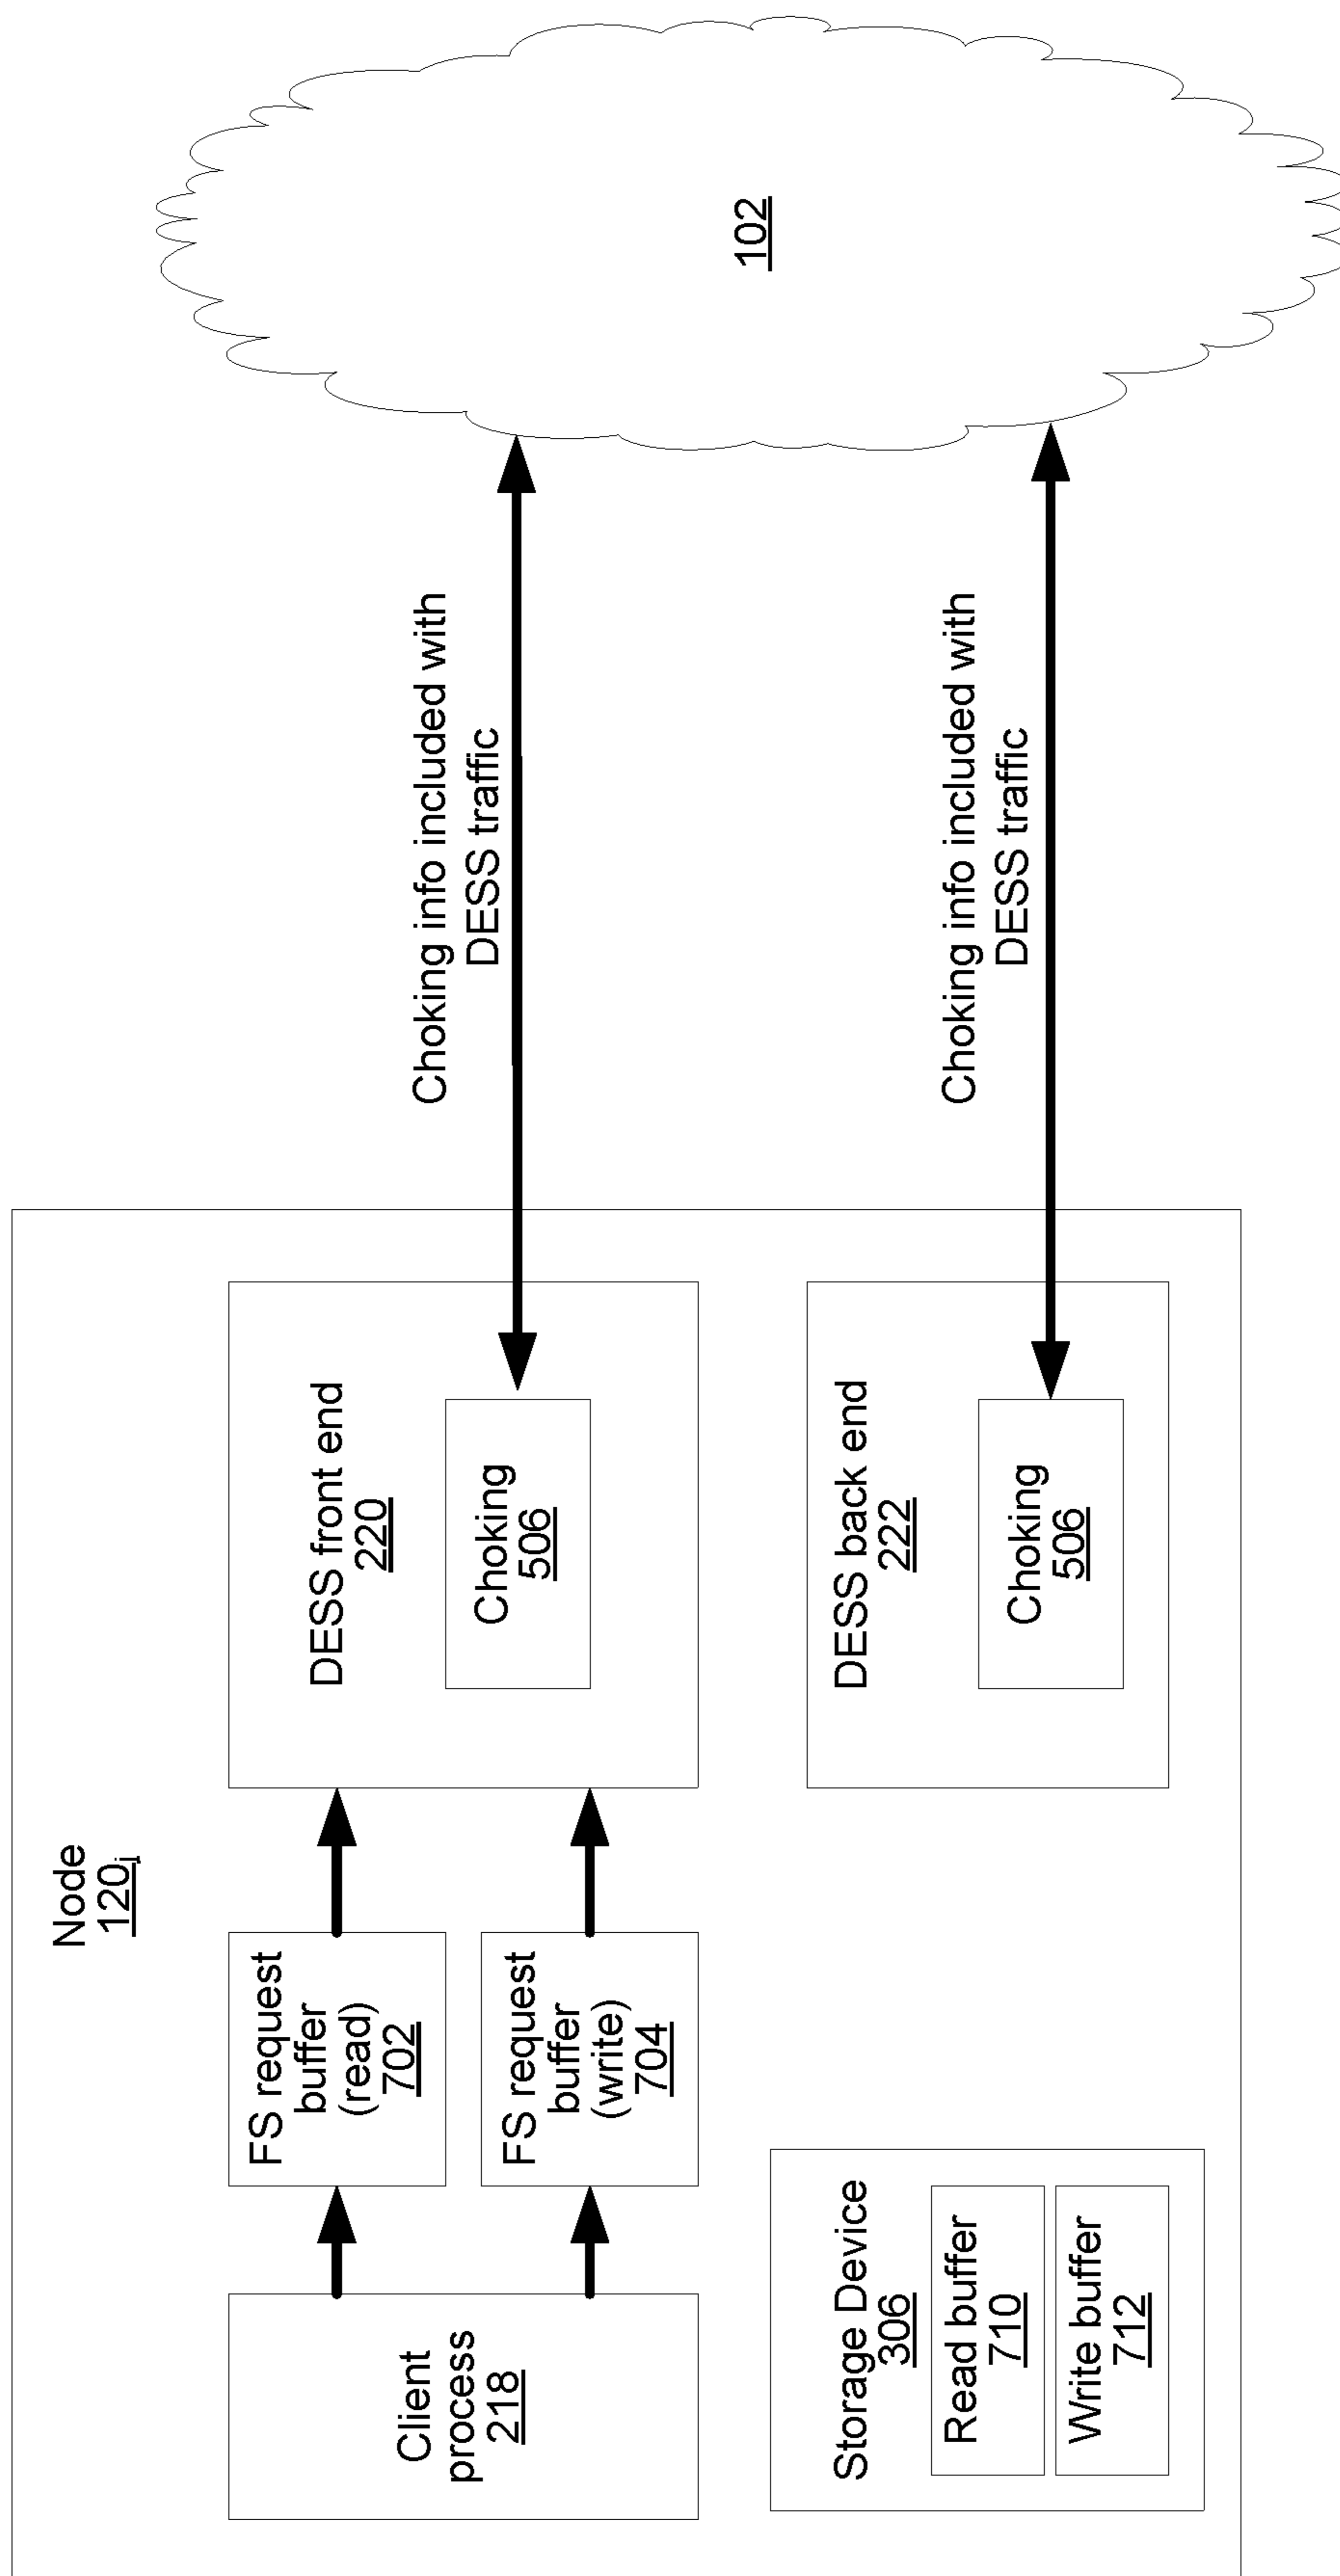 Node
120j
Client
process
218
FS request
buffer
(read)
702
FS request
buffer
(write)
704
DESS front end
220
Choking
506
Choking info included with
DESS traffic
102
Storage Device
306
Read buffer
710
Write buffer
712
DESS back end
222
Choking
506
Choking info included with
DESS traffic